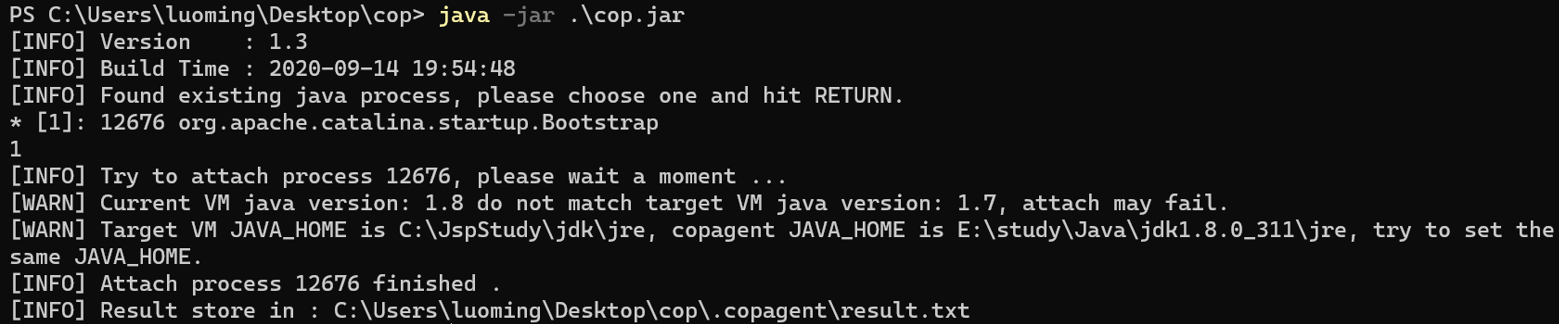 PS C:\Users\luoming\Desktop\cop> java -jar .\cop.jar
[INFO] Version    : 1.3
[INFO] Build Time : 2020-09-14 19:54:48
[INFO] Found existing java process, please choose one and hit RETURN.
* [1]: 12676 org.apache.catalina.startup.Bootstrap
1
[INFO] Try to attach process 12676, please wait a moment ...
[WARN] Current VM java version: 1.8 do not match target VM java version: 1.7, attach may fail.
[WARN] Target VM JAVA_HOME is C:\JspStudy\jdk\jre, copagent JAVA_HOME is E:\study\Java\jdk1.8.0_311\jre, try to set the
same JAVA_HOME.
[INFO] Attach process 12676 finished .
[INFO] Result store in : C:\Users\luoming\Desktop\cop\.copagent\result.txt